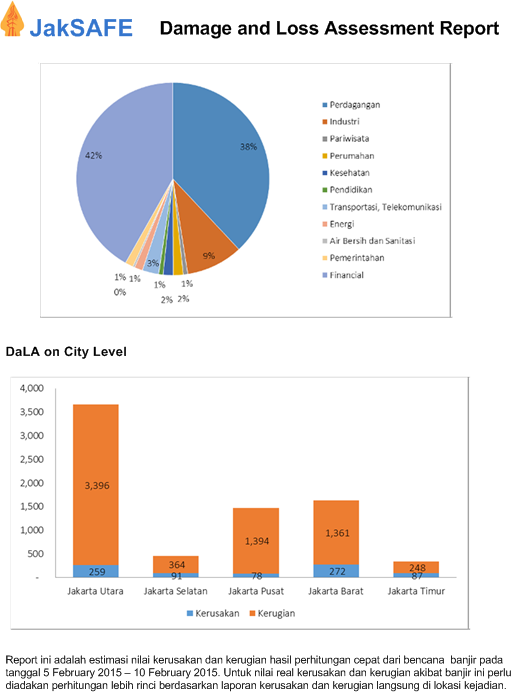 JakSAFE Damage and Loss Assessment Report
42%
38%
9%
1%
2%
2%
1%
3%
1%
0%
1%
Perdagangan
Industri
Pariwisata
Perumahan
Kesehatan
Pendidikan
Transportasi, Telekomunikasi
Energi
Air Bersih dan Sanitasi
Pemerintahan
Financial
DaLA on City Level
4,000
3,500
3,000
2,500
2,000
1,500
1,000
500
-
3,396
259
364
91
1,394
78
1,361
272
248
87
Jakarta Utara Jakarta Selatan Jakarta Pusat Jakarta Barat Jakarta Timur
Kerusakan Kerugian
Report ini adalah estimasi nilai kerusakan dan kerugian hasil perhitungan cepat dari bencana banjir pada
tanggal 5 February 2015 – 10 February 2015. Untuk nilai real kerusakan dan kerugian akibat banjir ini perlu
diadakan perhitungan lebih rinci berdasarkan laporan kerusakan dan kerugian langsung di lokasi kejadian.